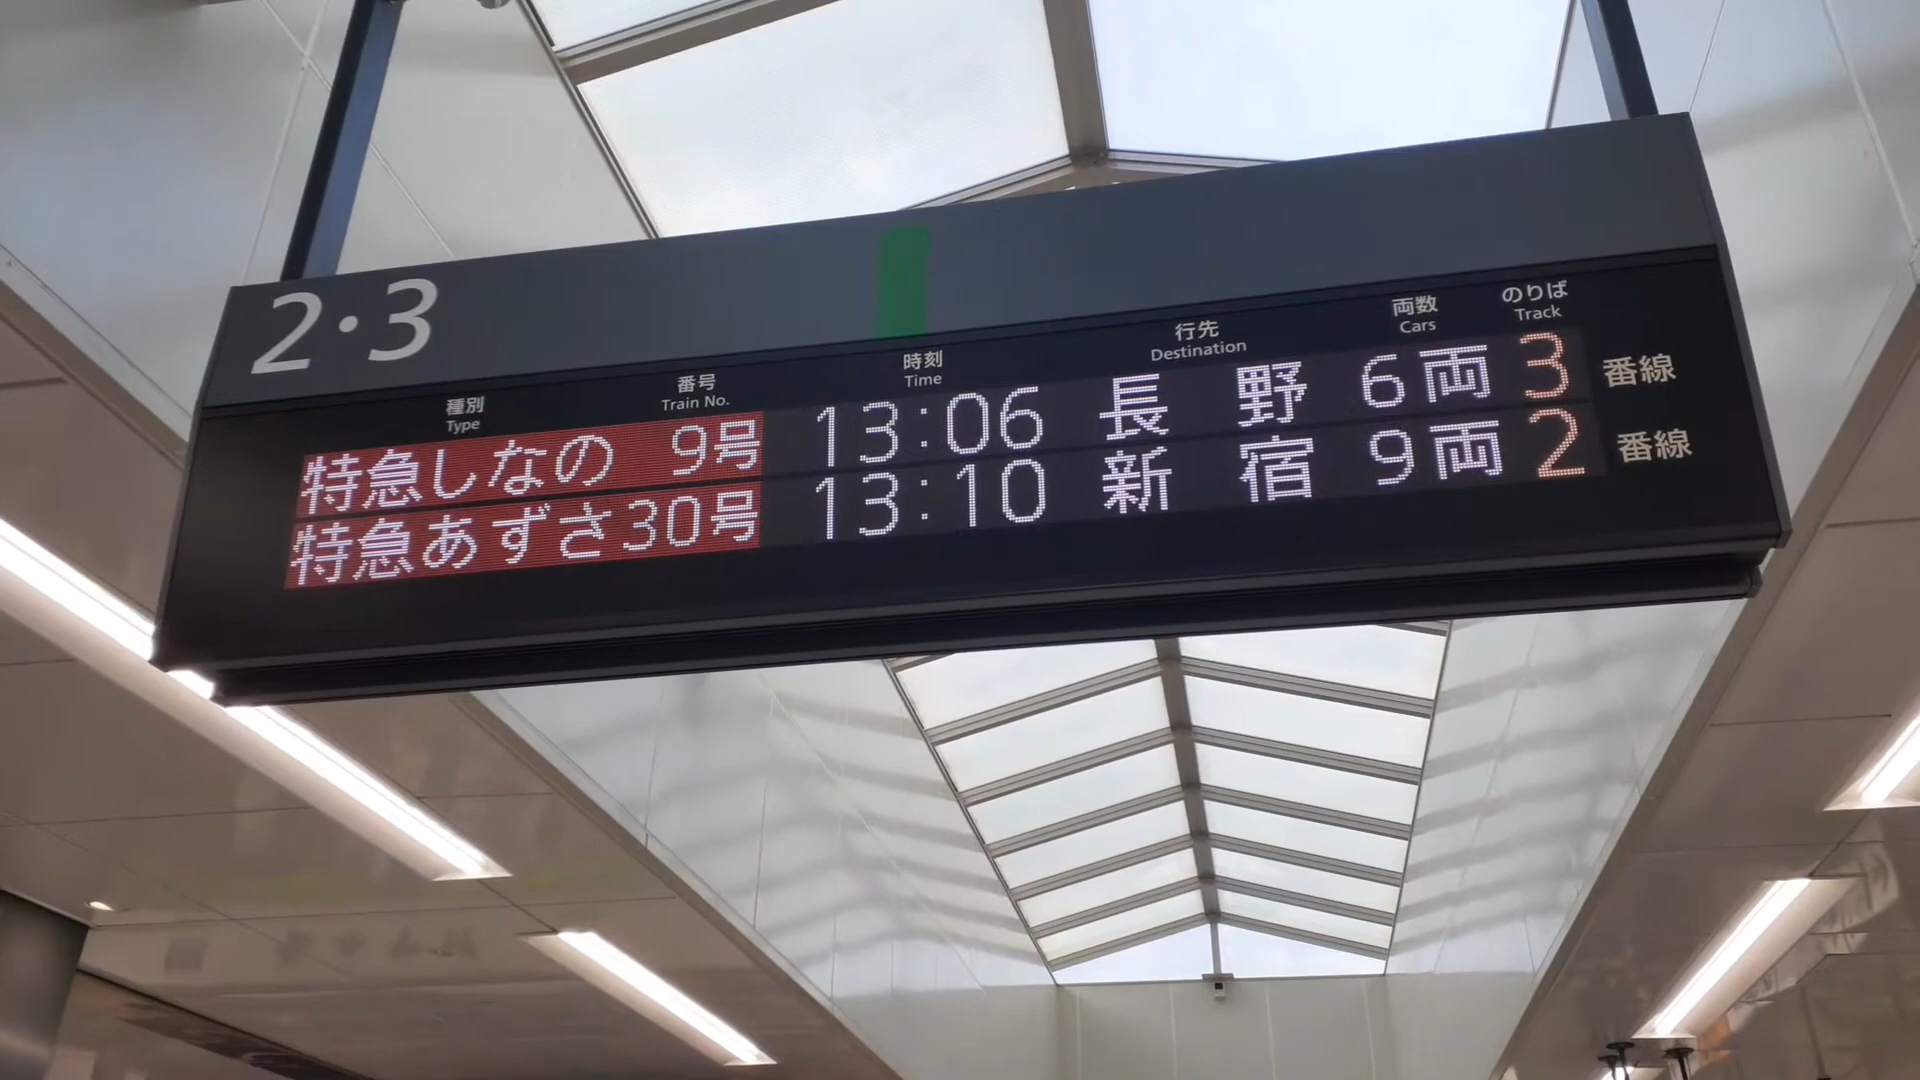 2・3
種別 番号 時刻 行先 両数 のりば
Type Train No. Time Destination Cars Track
特急しなの 9号 13:06 長野 6両 3 番線
特急あずさ30号 13:10 新宿 9両 2 番線